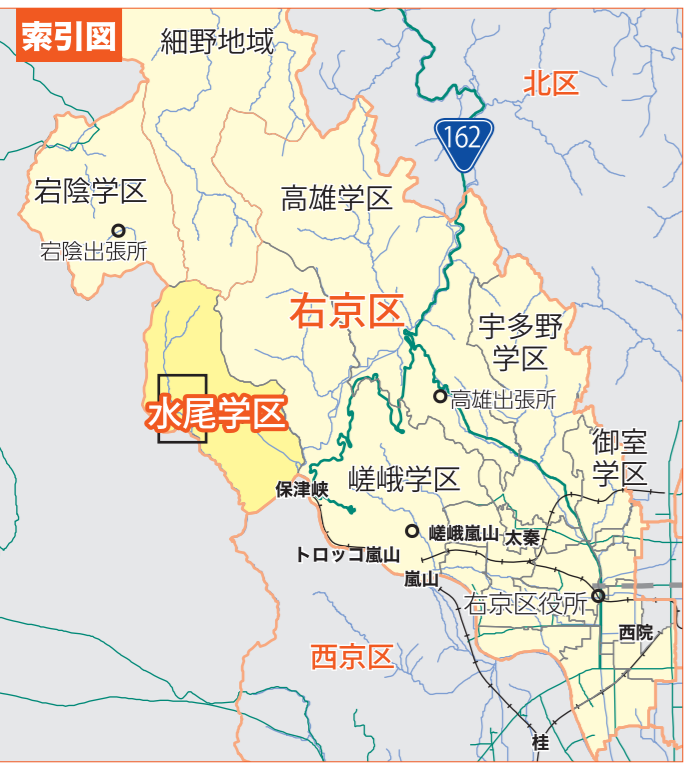 索引図
細野地域
北区
162
宕陰学区
高雄学区
宕陰出張所
右京区
宇多野
学区
高雄出張所
水尾学区
御室
学区
嵯峨学区
保津峡
嵯峨嵐山
太秦
トロッコ嵐山
嵐山
右京区役所
西院
西京区
桂